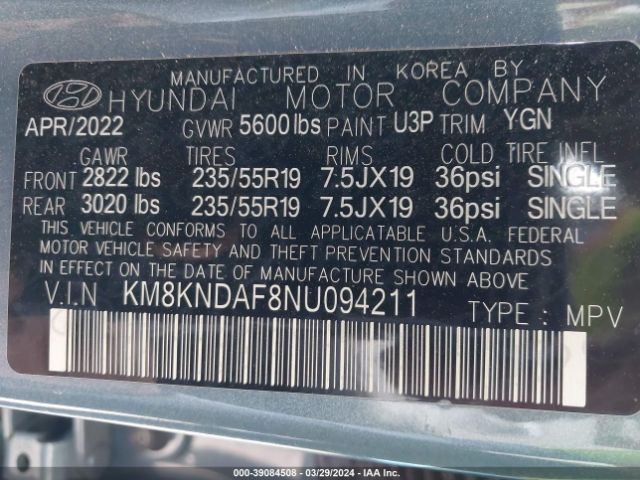 MANUFACTURED IN KOREA BY
HYUNDAI MOTOR COMPANY
APR/2022 GVWR 5600 lbs PAINT U3P TRIM YGN
GAWR TIRES RIMS COLD TIRE INFL
FRONT 2822 lbs 235/55R19 7.5JX19 36psi SINGLE
REAR 3020 lbs 235/55R19 7.5JX19 36psi SINGLE
THIS VEHICLE CONFORMS TO ALL APPLICATABLE U.S.A. FEDERAL
MOTOR VEHICLE SAFETY AND THEFT PREVENTION STANDARDS
IN EFFECT ON THE DATE OF MANUFACTURE SHOWN ABOVE
V.I.N KM8KNDAF8NU094211 TYPE : MPV
000-39084508 - 03/29/2024 - IAA Inc.